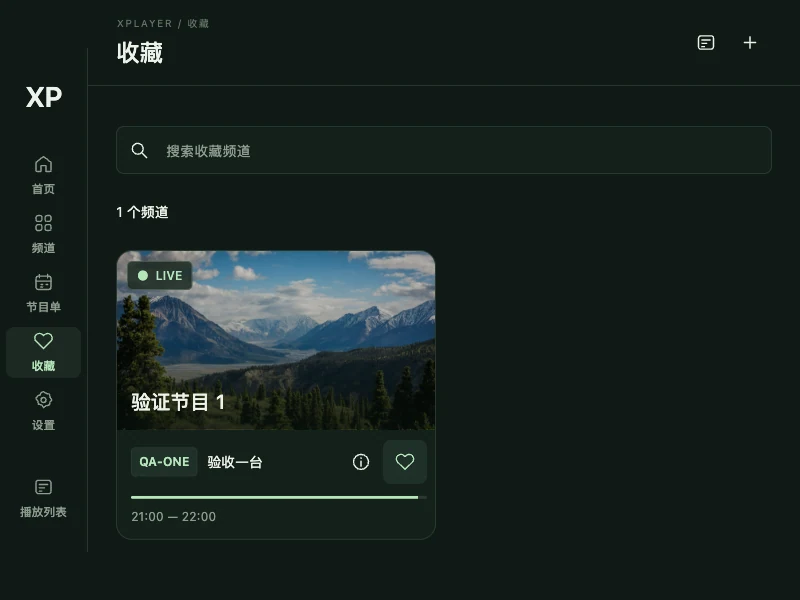 XPLAYER / 收藏
收藏
XP
首页
频道
节目单
收藏
设置
播放列表
搜索收藏频道
1 个频道
LIVE
验证节目 1
QA-ONE 验收一台
21:00 — 22:00